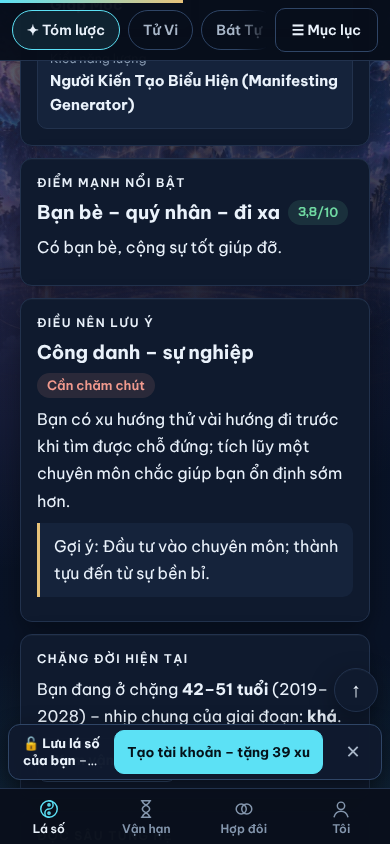 ✦ Tóm lược
Tử Vi
Bát Tự
☰ Mục lục
Người Kiến Tạo Biểu Hiện (Manifesting
Generator)
ĐIỂM MẠNH NỔI BẬT
Bạn bè – quý nhân – đi xa 3,8/10
Có bạn bè, cộng sự tốt giúp đỡ.
ĐIỀU NÊN LƯU Ý
Công danh – sự nghiệp
Cần chăm chút
Bạn có xu hướng thử vài hướng đi trước
khi tìm được chỗ đứng; tích lũy một
chuyên môn chắc giúp bạn ổn định sớm
hơn.
Gợi ý: Đầu tư vào chuyên môn; thành
tựu đến từ sự bền bỉ.
CHẶNG ĐỜI HIỆN TẠI
Bạn đang ở chặng 42–51 tuổi (2019–
2028) – nhịp chung của giai đoạn: khá.
↑
🔓 Lưu lá số
của bạn –...
Tạo tài khoản – tặng 39 xu
✕
Lá số
Vận hạn
Hợp đôi
Tôi